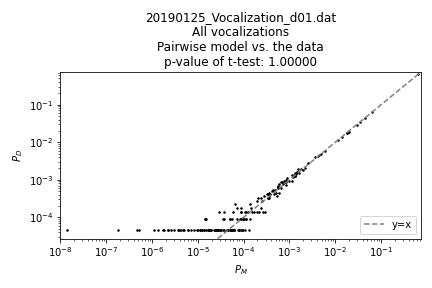 20190125_Vocalization_d01.dat
All vocalizations
Pairwise model vs. the data
p-value of t-test: 1.00000
P_D
10^{-1}
10^{-2}
10^{-3}
10^{-4}
y=x
10^{-8} 10^{-7} 10^{-6} 10^{-5} 10^{-4} 10^{-3} 10^{-2} 10^{-1}
P_M